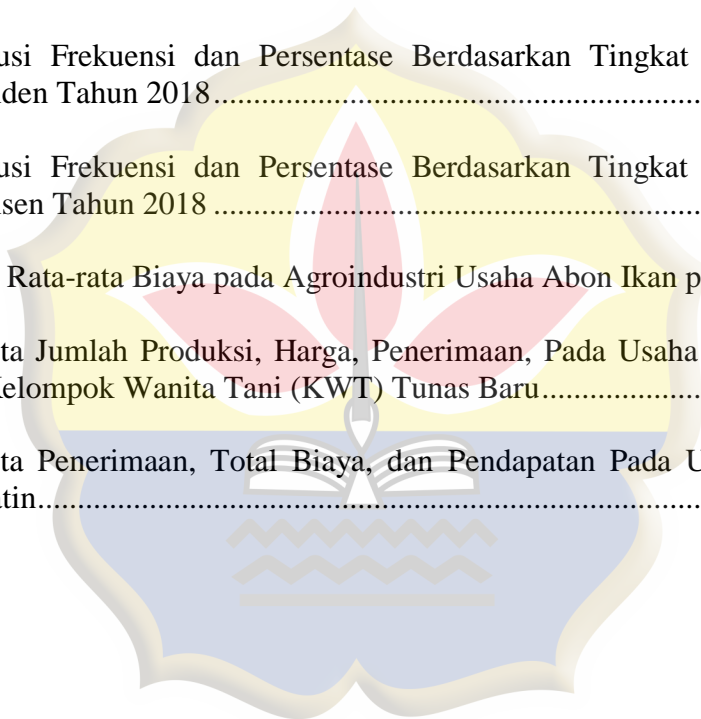 usi Frekuensi dan Persentase Berdasarkan Tingkat
nden Tahun 2018......................................................................
usi Frekuensi dan Persentase Berdasarkan Tingkat
sen Tahun 2018 ......................................................................
Rata-rata Biaya pada Agroindustri Usaha Abon Ikan p
ta Jumlah Produksi, Harga, Penerimaan, Pada Usaha
Kelompok Wanita Tani (KWT) Tunas Baru......................
ta Penerimaan, Total Biaya, dan Pendapatan Pada U
tin..............................................................................................